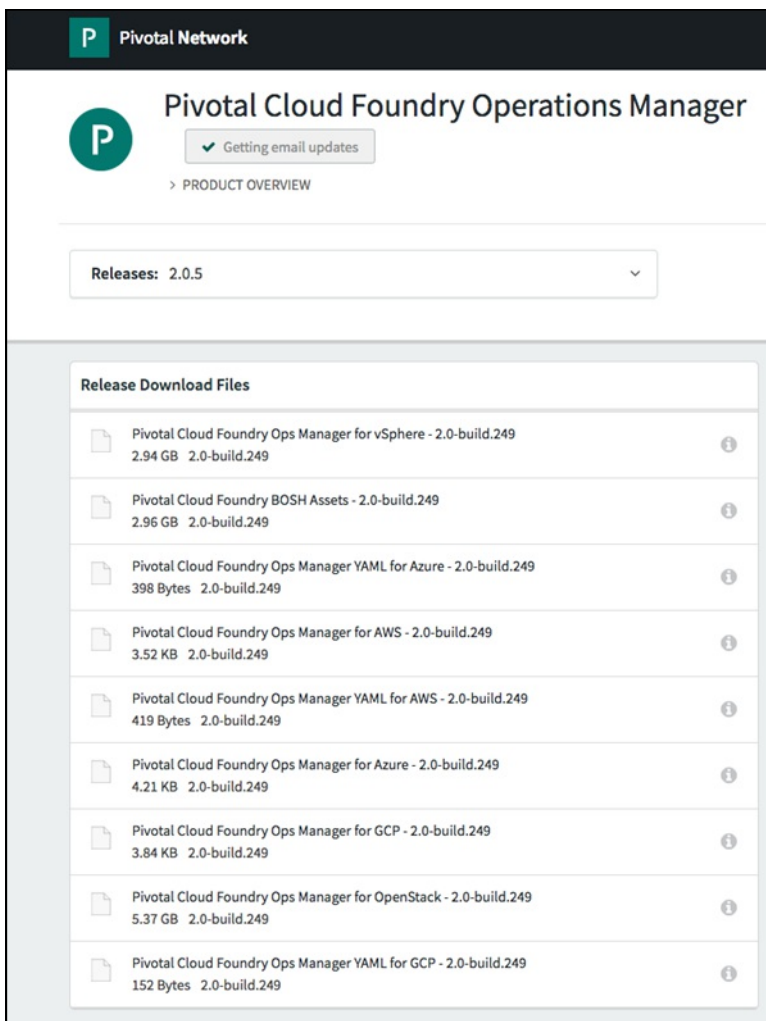 P Pivotal Network
Pivotal Cloud Foundry Operations Manager
P
Getting email updates
> PRODUCT OVERVIEW
Releases: 2.0.5
Release Download Files
Pivotal Cloud Foundry Ops Manager for vSphere - 2.0-build.249
2.94 GB 2.0-build.249
Pivotal Cloud Foundry BOSH Assets - 2.0-build.249
2.96 GB 2.0-build.249
Pivotal Cloud Foundry Ops Manager YAML for Azure - 2.0-build.249
398 Bytes 2.0-build.249
Pivotal Cloud Foundry Ops Manager for AWS - 2.0-build.249
3.52 KB 2.0-build.249
Pivotal Cloud Foundry Ops Manager YAML for AWS - 2.0-build.249
419 Bytes 2.0-build.249
Pivotal Cloud Foundry Ops Manager for Azure - 2.0-build.249
4.21 KB 2.0-build.249
Pivotal Cloud Foundry Ops Manager for GCP - 2.0-build.249
3.84 KB 2.0-build.249
Pivotal Cloud Foundry Ops Manager for OpenStack - 2.0-build.249
5.37 GB 2.0-build.249
Pivotal Cloud Foundry Ops Manager YAML for GCP - 2.0-build.249
152 Bytes 2.0-build.249